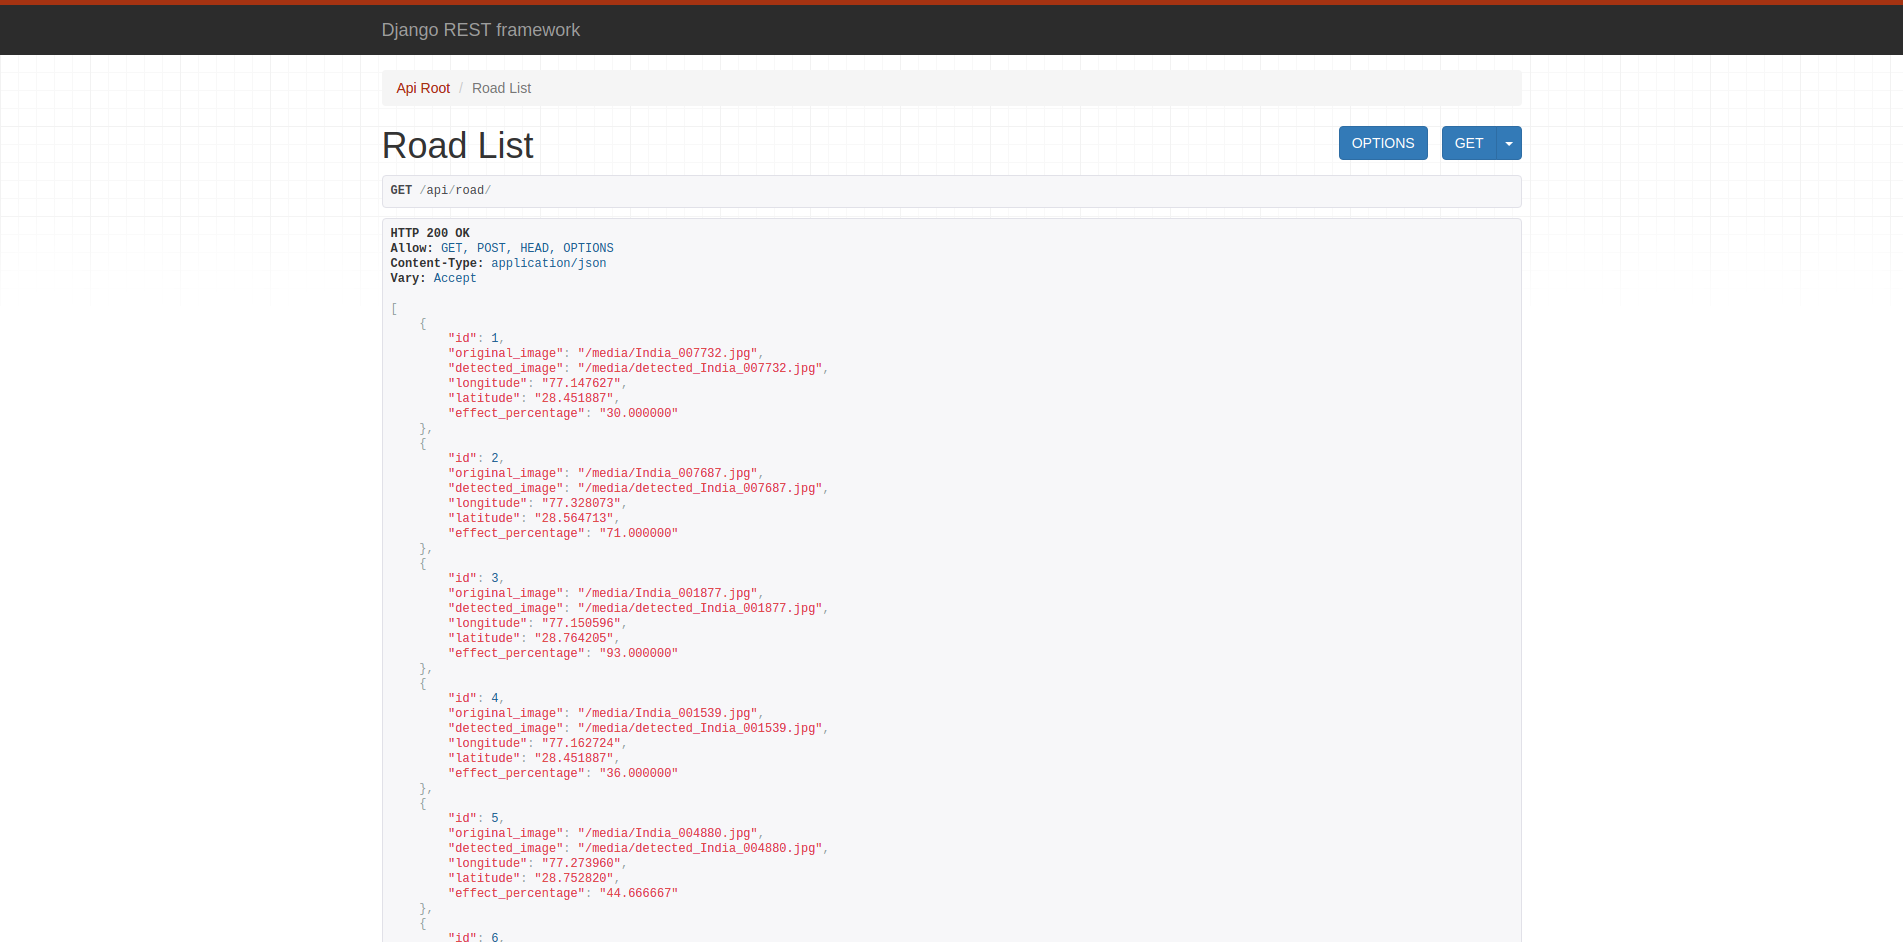 Django REST framework
Api Root / Road List
Road List
OPTIONS GET
GET /api/road/
HTTP 200 OK
Allow: GET, POST, HEAD, OPTIONS
Content-Type: application/json
Vary: Accept
[
    {
        "id": 1,
        "original_image": "/media/India_007732.jpg",
        "detected_image": "/media/detected_India_007732.jpg",
        "longitude": "77.147627",
        "latitude": "28.451887",
        "effect_percentage": "30.000000"
    },
    {
        "id": 2,
        "original_image": "/media/India_007687.jpg",
        "detected_image": "/media/detected_India_007687.jpg",
        "longitude": "77.328073",
        "latitude": "28.564713",
        "effect_percentage": "71.000000"
    },
    {
        "id": 3,
        "original_image": "/media/India_001877.jpg",
        "detected_image": "/media/detected_India_001877.jpg",
        "longitude": "77.150596",
        "latitude": "28.764205",
        "effect_percentage": "93.000000"
    },
    {
        "id": 4,
        "original_image": "/media/India_001539.jpg",
        "detected_image": "/media/detected_India_001539.jpg",
        "longitude": "77.162724",
        "latitude": "28.451887",
        "effect_percentage": "36.000000"
    },
    {
        "id": 5,
        "original_image": "/media/India_004880.jpg",
        "detected_image": "/media/detected_India_004880.jpg",
        "longitude": "77.273960",
        "latitude": "28.752820",
        "effect_percentage": "44.666667"
    },
    {
        "id": 6,